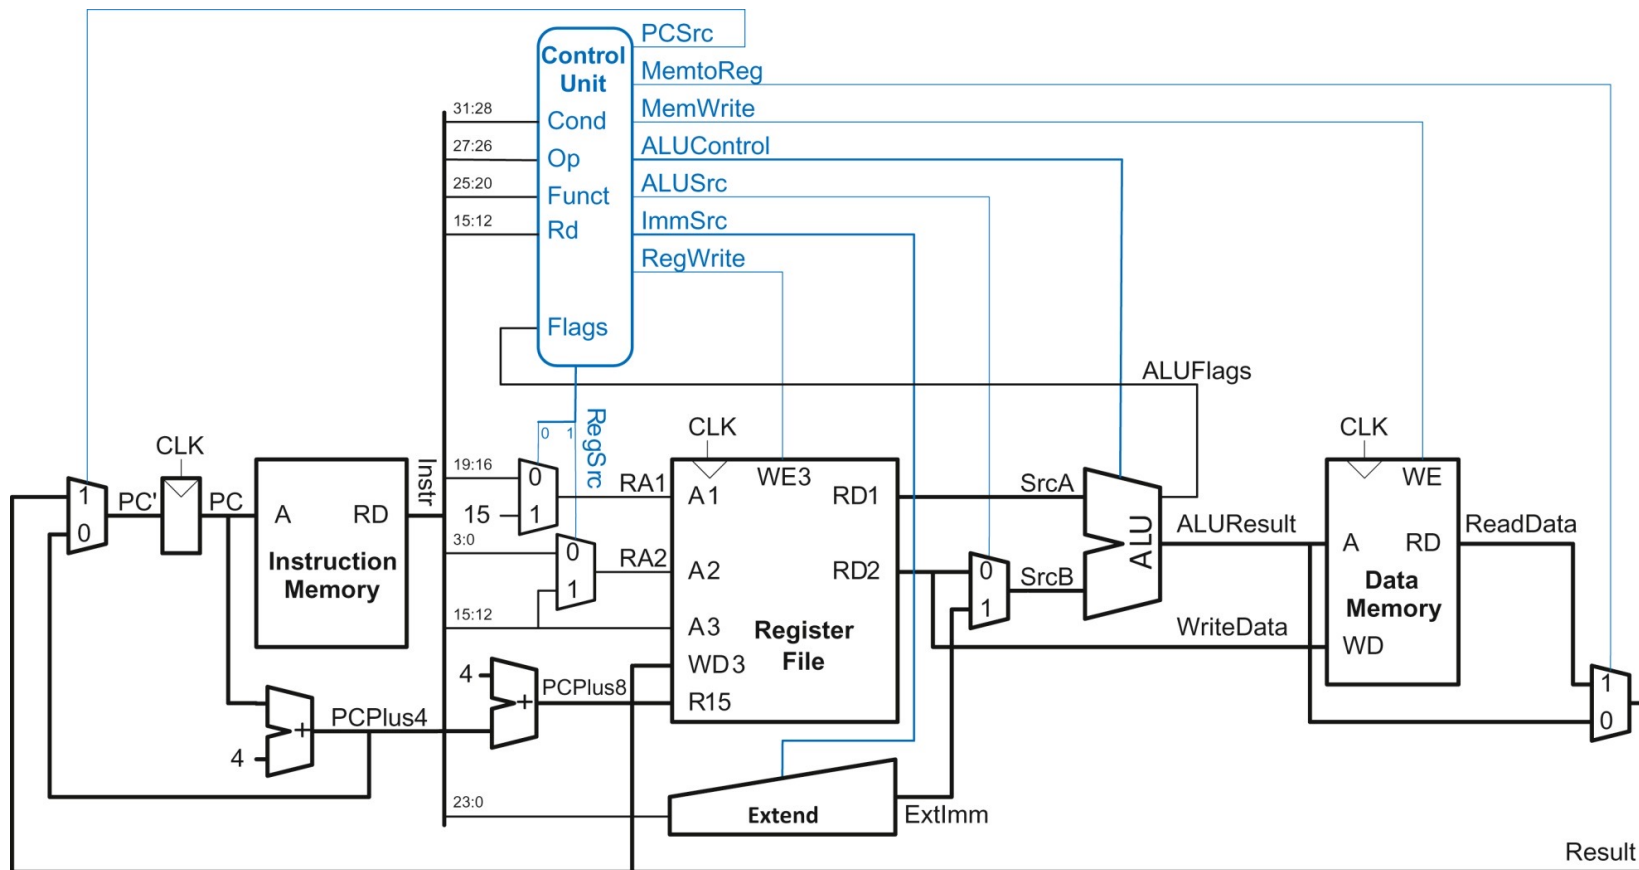 PCSrc
Control
Unit
MemtoReg
31:28
Cond
MemWrite
27:26
Op
ALUControl
25:20
Funct
ALUSrc
15:12
Rd
ImmSrc
RegWrite
Flags
ALUFlags
0 1
RegSrc
CLK
CLK
CLK
1
0
PC'
PC
A
RD
Instruction
Memory
Instr
19:16
0
15
1
RA1
3:0
0
1
RA2
15:12
A1
WE3
RD1
A2
RD2
A3
Register
File
WD3
R15
4
+
PCPlus8
SrcA
0
1
SrcB
ALU
ALUResult
WriteData
WE
A
RD
Data
Memory
WD
ReadData
1
0
4
+
PCPlus4
23:0
Extend
ExtImm
Result